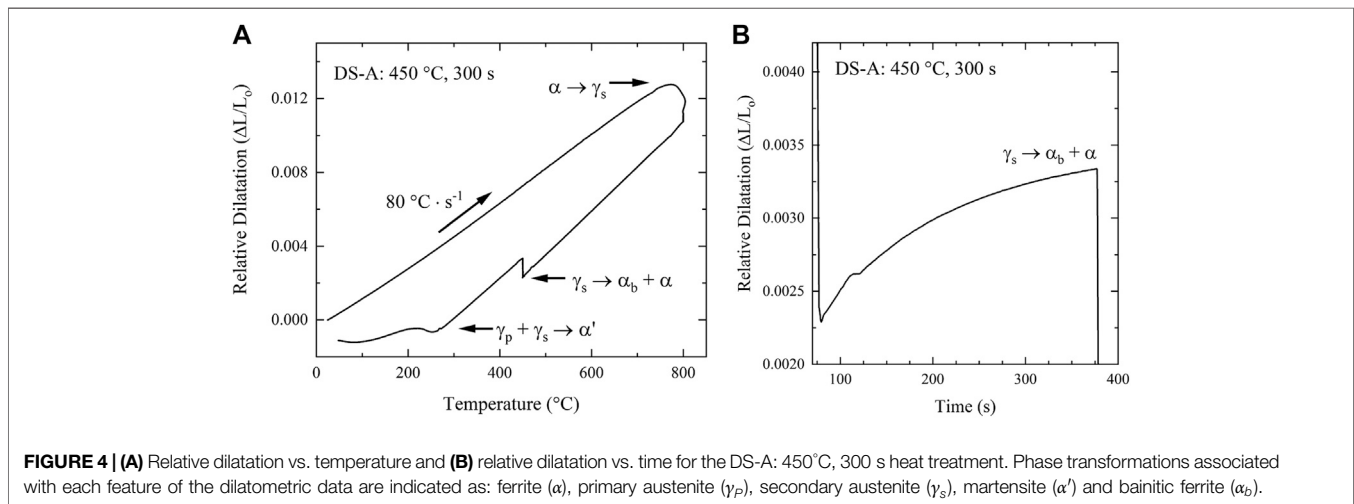 A
DS-A: 450 °C, 300 s
α → γs
80 °C · s-1
γs → αb + α
γp + γs → α'
0.012
0.008
0.004
0.000
Relative Dilatation (ΔL/Lo)
0 200 400 600 800
Temperature (°C)
B
DS-A: 450 °C, 300 s
γs → αb + α
0.0040
0.0035
0.0030
0.0025
0.0020
Relative Dilatation (ΔL/Lo)
100 200 300 400
Time (s)
FIGURE 4 | (A) Relative dilatation vs. temperature and (B) relative dilatation vs. time for the DS-A: 450°C, 300 s heat treatment. Phase transformations associated
with each feature of the dilatometric data are indicated as: ferrite (α), primary austenite (γP), secondary austenite (γs), martensite (α′) and bainitic ferrite (αb).